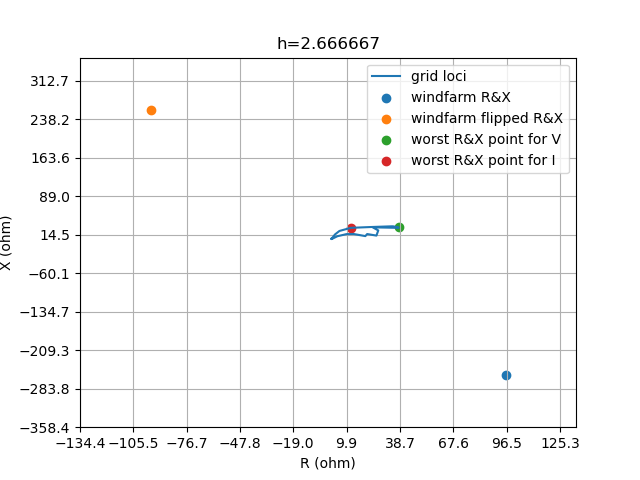 h=2.666667
grid loci
windfarm R&X
windfarm flipped R&X
worst R&X point for V
worst R&X point for I
312.7
238.2
163.6
89.0
14.5
−60.1
−134.7
−209.3
−283.8
−358.4
X (ohm)
−134.4 −105.5 −76.7 −47.8 −19.0 9.9 38.7 67.6 96.5 125.3
R (ohm)